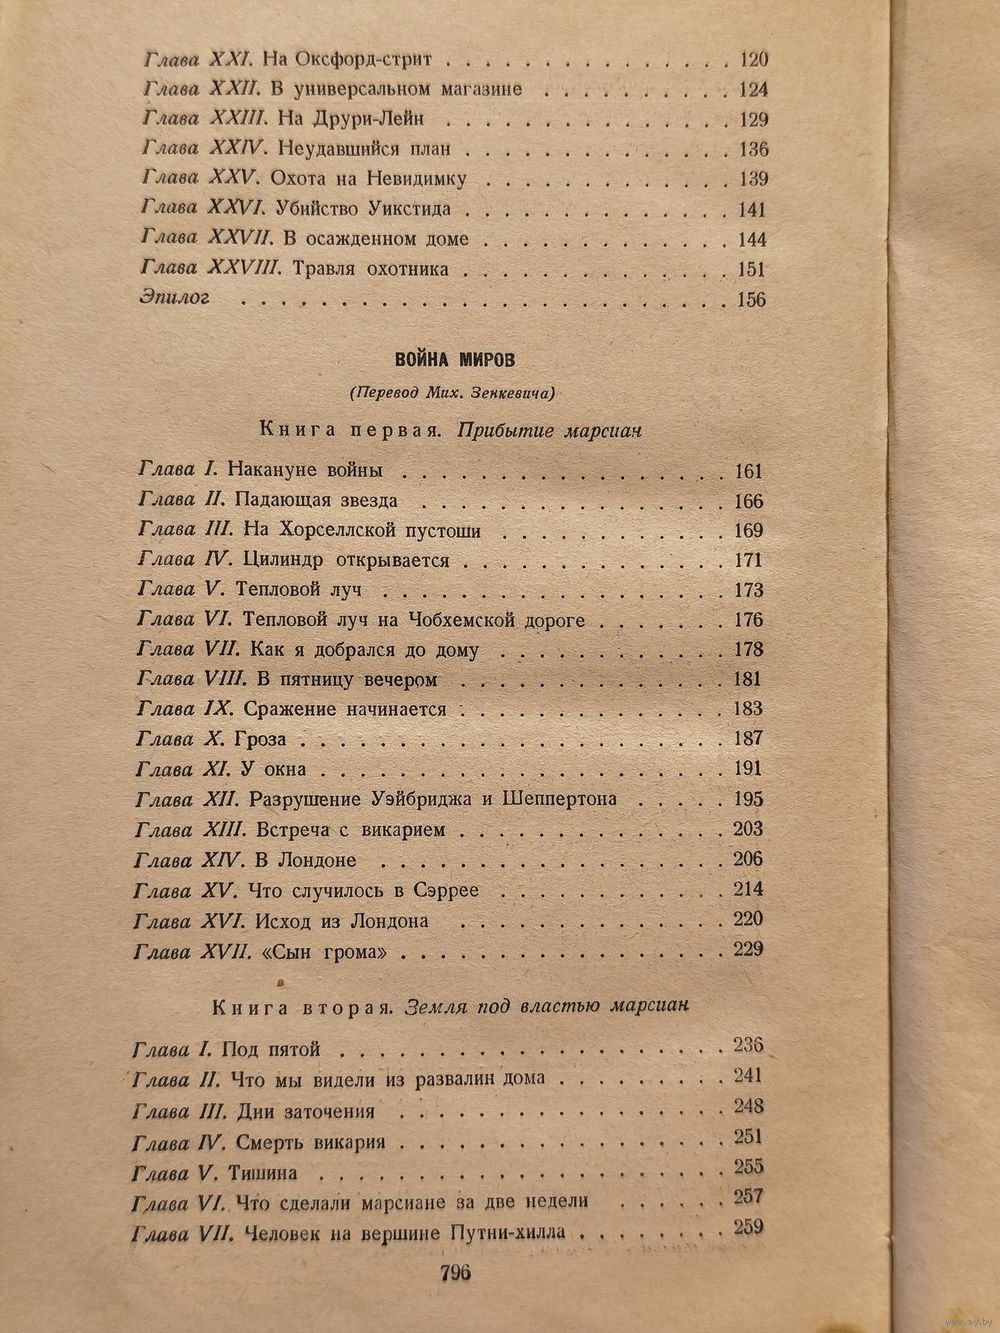 Глава XXI. На Оксфорд-стрит . . . . . . . . . . . . . . . 120
Глава XXII. В универсальном магазине . . . . . . . . . . 124
Глава XXIII. На Друри-Лейн . . . . . . . . . . . . . . . 129
Глава XXIV. Неудавшийся план . . . . . . . . . . . . . . 136
Глава XXV. Охота на Невидимку . . . . . . . . . . . . . 139
Глава XXVI. Убийство Уикстида . . . . . . . . . . . . . . 141
Глава XXVII. В осажденном доме . . . . . . . . . . . . . 144
Глава XXVIII. Травля охотника . . . . . . . . . . . . . . 151
Эпилог . . . . . . . . . . . . . . . . . . . . . . . . . 156
ВОЙНА МИРОВ
(Перевод Мих. Зенкевича)
Книга первая. Прибытие марсиан
Глава I. Накануне войны . . . . . . . . . . . . . . . . . 161
Глава II. Падающая звезда . . . . . . . . . . . . . . . . 166
Глава III. На Хорселлской пустоши . . . . . . . . . . . . 169
Глава IV. Цилиндр открывается . . . . . . . . . . . . . . 171
Глава V. Тепловой луч . . . . . . . . . . . . . . . . . . 173
Глава VI. Тепловой луч на Чобхемской дороге . . . . . . . 176
Глава VII. Как я добрался до дому . . . . . . . . . . . . 178
Глава VIII. В пятницу вечером . . . . . . . . . . . . . . 181
Глава IX. Сражение начинается . . . . . . . . . . . . . . 183
Глава X. Гроза . . . . . . . . . . . . . . . . . . . . . . 187
Глава XI. У окна . . . . . . . . . . . . . . . . . . . . . 191
Глава XII. Разрушение Уэйбриджа и Шеппертона . . . . . 195
Глава XIII. Встреча с викарием . . . . . . . . . . . . . . 203
Глава XIV. В Лондоне . . . . . . . . . . . . . . . . . . 206
Глава XV. Что случилось в Сэррее . . . . . . . . . . . . 214
Глава XVI. Исход из Лондона . . . . . . . . . . . . . . 220
Глава XVII. «Сын грома» . . . . . . . . . . . . . . . . . 229
Книга вторая. Земля под властью марсиан
Глава I. Под пятой . . . . . . . . . . . . . . . . . . . . 236
Глава II. Что мы видели из развалин дома . . . . . . . . . 241
Глава III. Дни заточения . . . . . . . . . . . . . . . . . 248
Глава IV. Смерть викария . . . . . . . . . . . . . . . . . 251
Глава V. Тишина . . . . . . . . . . . . . . . . . . . . . 255
Глава VI. Что сделали марсиане за две недели . . . . . . 257
Глава VII. Человек на вершине Путни-хилла . . . . . . . . 259
796
www.ay.by